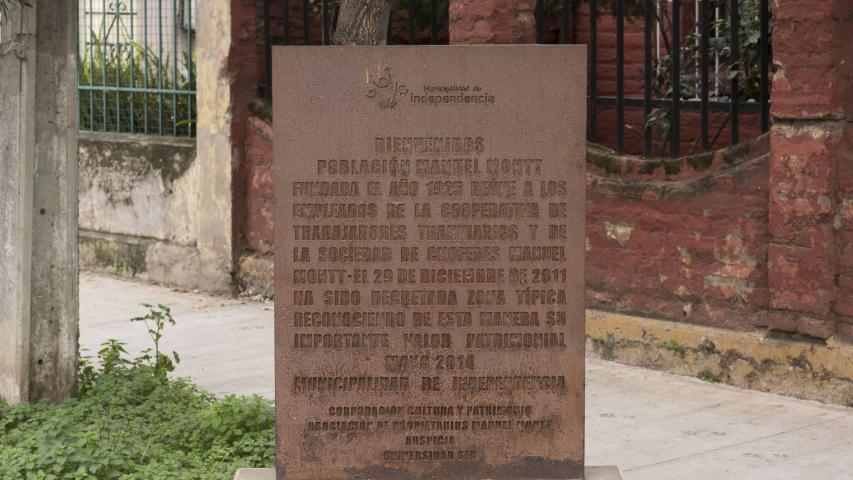 Municipalidad de
independencia
BIENVENIDOS
POBLACIÓN MANUEL MONTT
FUNDADA EL AÑO 1925 REÚNE A LOS
EMPLEADOS DE LA COOPERATIVA DE
TRABAJADORES TRANVIARIOS Y DE
LA SOCIEDAD DE CHOFERES MANUEL
MONTT-EL 29 DE DICIEMBRE DE 2011
HA SIDO DECRETADA ZONA TÍPICA
RECONOCIENDO DE ESTA MANERA SU
IMPORTANTE VALOR PATRIMONIAL
MAYO 2014
MUNICIPALIDAD DE INDEPENDENCIA
CORPORACIÓN CULTURA Y PATRIMONIO
ASOCIACIÓN DE PROPIETARIOS MANUEL MONTT
AUSPICIA
UNIVERSIDAD SEK